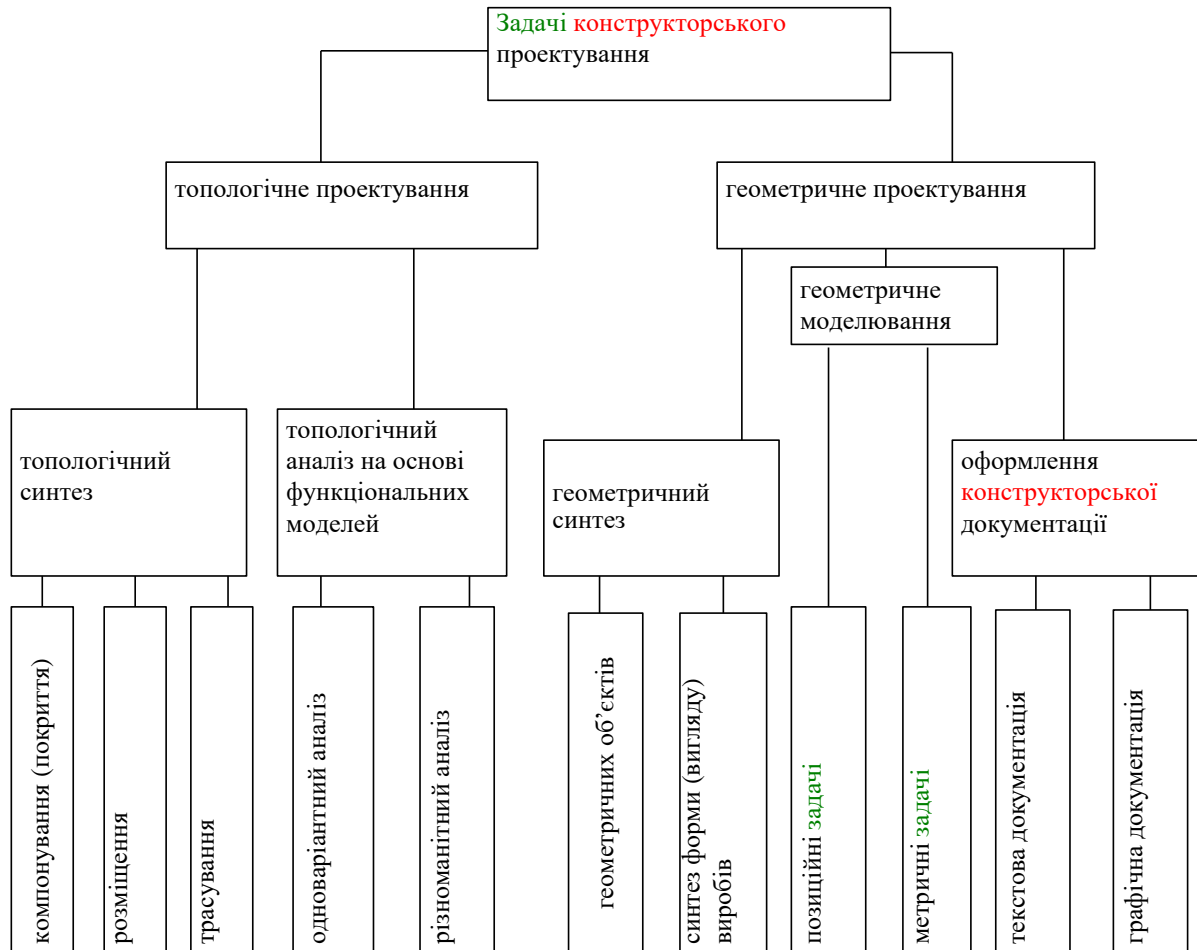 Задачі конструкторського
проектування
топологічне проектування
геометричне проектування
геометричне
моделювання
топологічний
синтез
топологічний
аналіз на основі
функціональних
моделей
геометричний
синтез
оформлення
конструкторської
документації
компонування (покриття)
розміщення
трасування
одноваріантний аналіз
різноманітний аналіз
геометричних об’єктів
синтез форми (вигляду)
виробів
позиційні задачі
метричні задачі
текстова документація
графічна документація